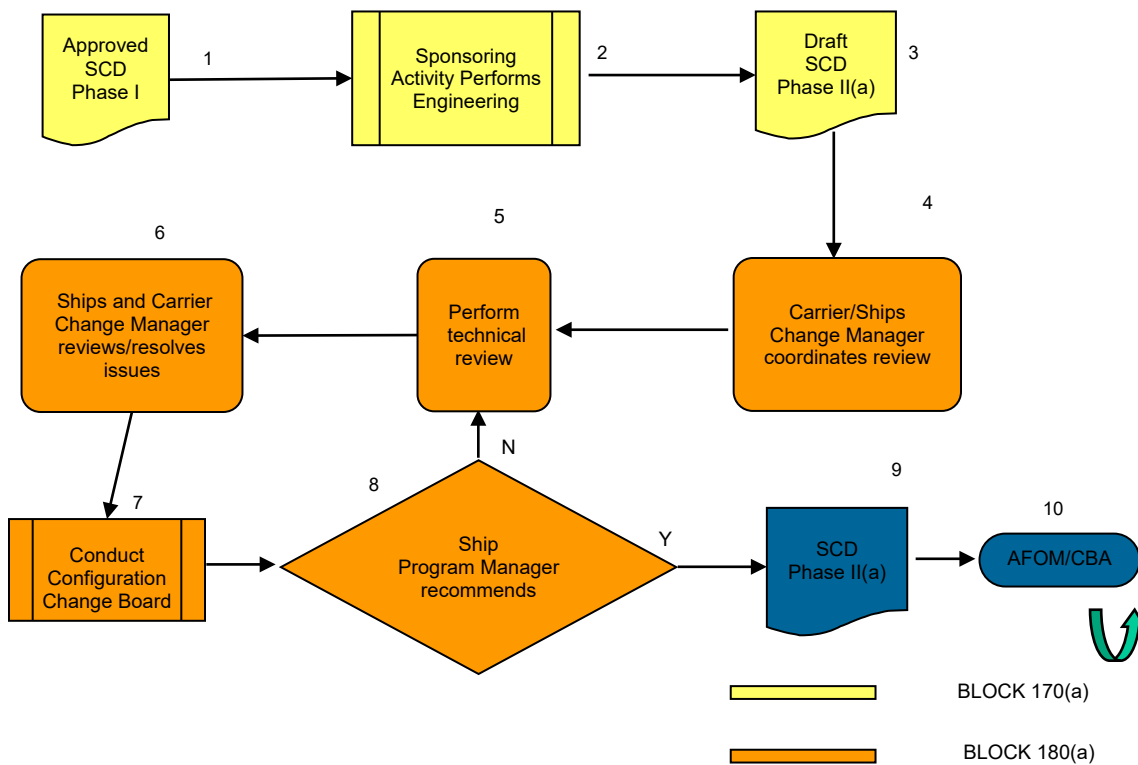 Approved
SCD
Phase I
1
Sponsoring
Activity Performs
Engineering
2
Draft
SCD
Phase II(a)
3
4
5
6
Ships and Carrier
Change Manager
reviews/resolves
issues
Perform
technical
review
Carrier/Ships
Change Manager
coordinates review
N
7
8
9
10
Conduct
Configuration
Change Board
Ship
Program Manager
recommends
Y
SCD
Phase II(a)
AFOM/CBA
BLOCK 170(a)
BLOCK 180(a)